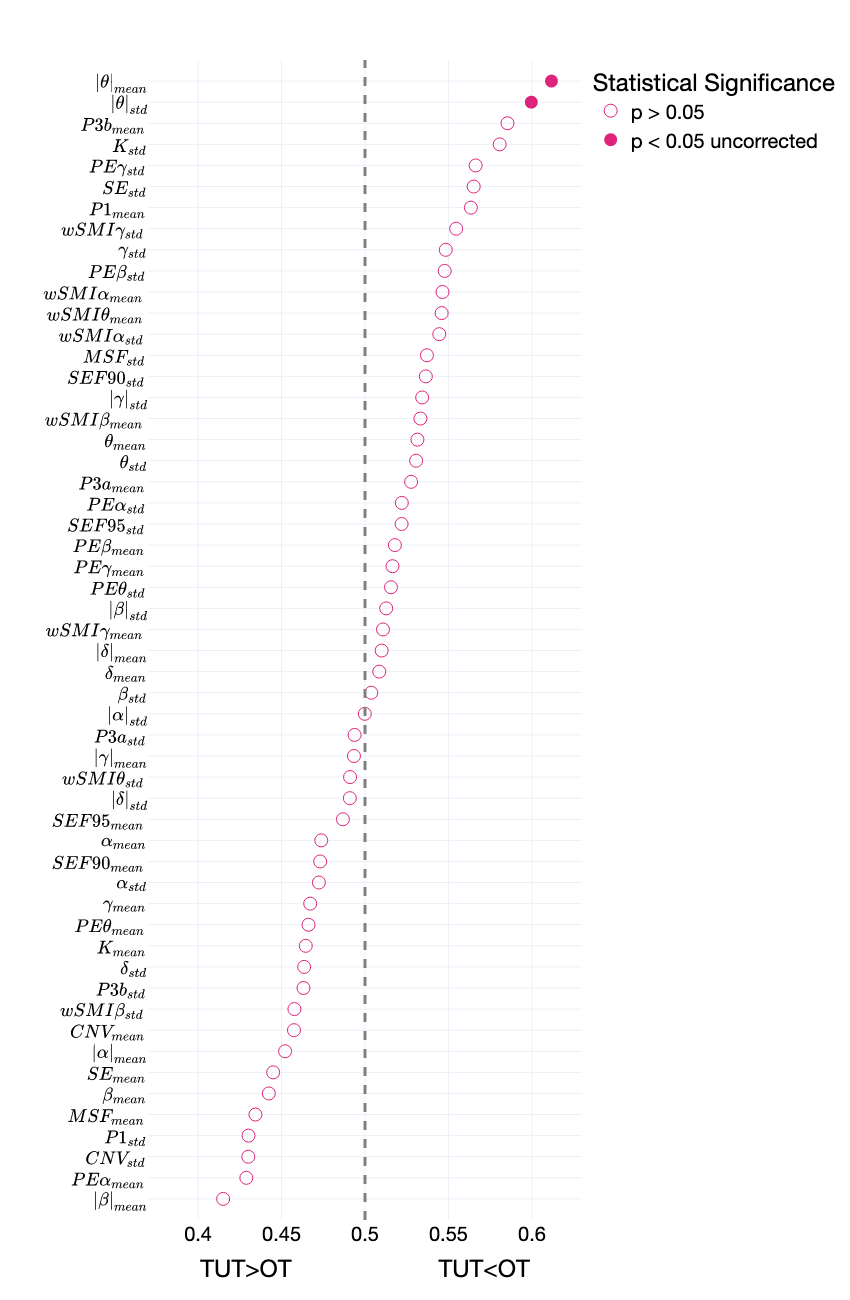 |θ|mean
|θ|std
P3bmean
Kstd
PEγstd
SEstd
P1mean
wSMIγstd
γstd
PEβstd
wSMIαmean
wSMIθmean
wSMIαstd
MSFstd
SEF90std
|γ|std
wSMIβmean
θmean
θstd
P3amean
PEαstd
SEF95std
PEβmean
PEγmean
PEθstd
|β|std
wSMIγmean
|δ|mean
δmean
βstd
|α|std
P3astd
|γ|mean
wSMIθstd
|δ|std
SEF95mean
αmean
SEF90mean
αstd
γmean
PEθmean
Kmean
δstd
P3bstd
wSMIβstd
CNVmean
|α|mean
SEmean
βmean
MSFmean
P1std
CNVstd
PEαmean
|β|mean
0.4 0.45 0.5 0.55 0.6
TUT>OT TUT<OT
Statistical Significance
p > 0.05
p < 0.05 uncorrected